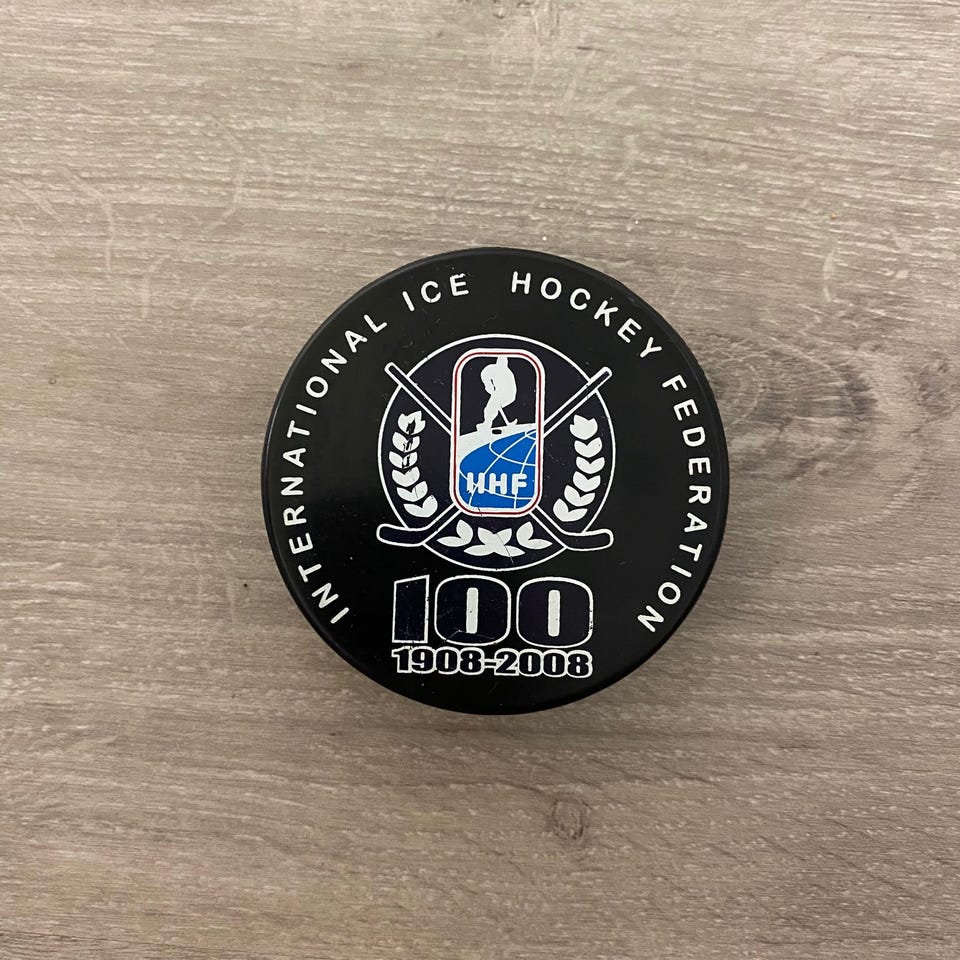 INTERNATIONAL ICE HOCKEY FEDERATION
IIHF
100
1908-2008